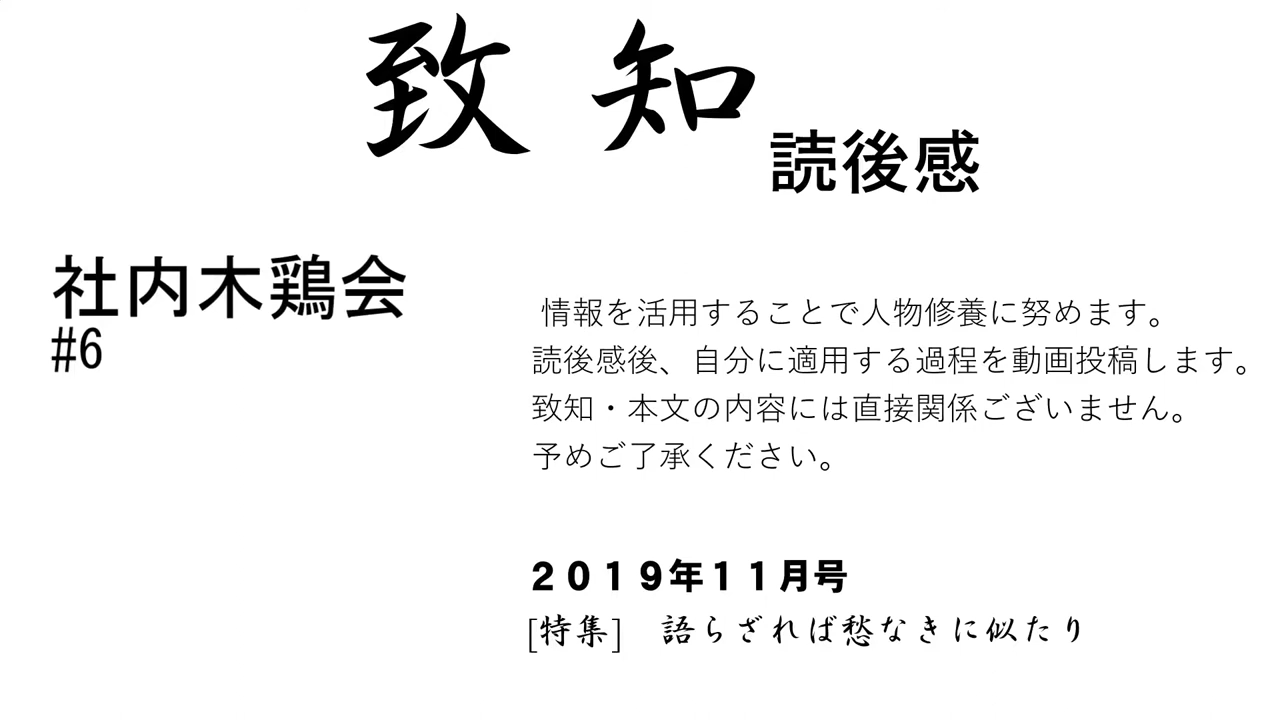 致知
読後感
社内木鶏会
#6
情報を活用することで人物修養に努めます。
読後感後、自分に適用する過程を動画投稿します。
致知・本文の内容には直接関係ございません。
予めご了承ください。
２０１９年１１月号
[特集]　語らざれば愁なきに似たり